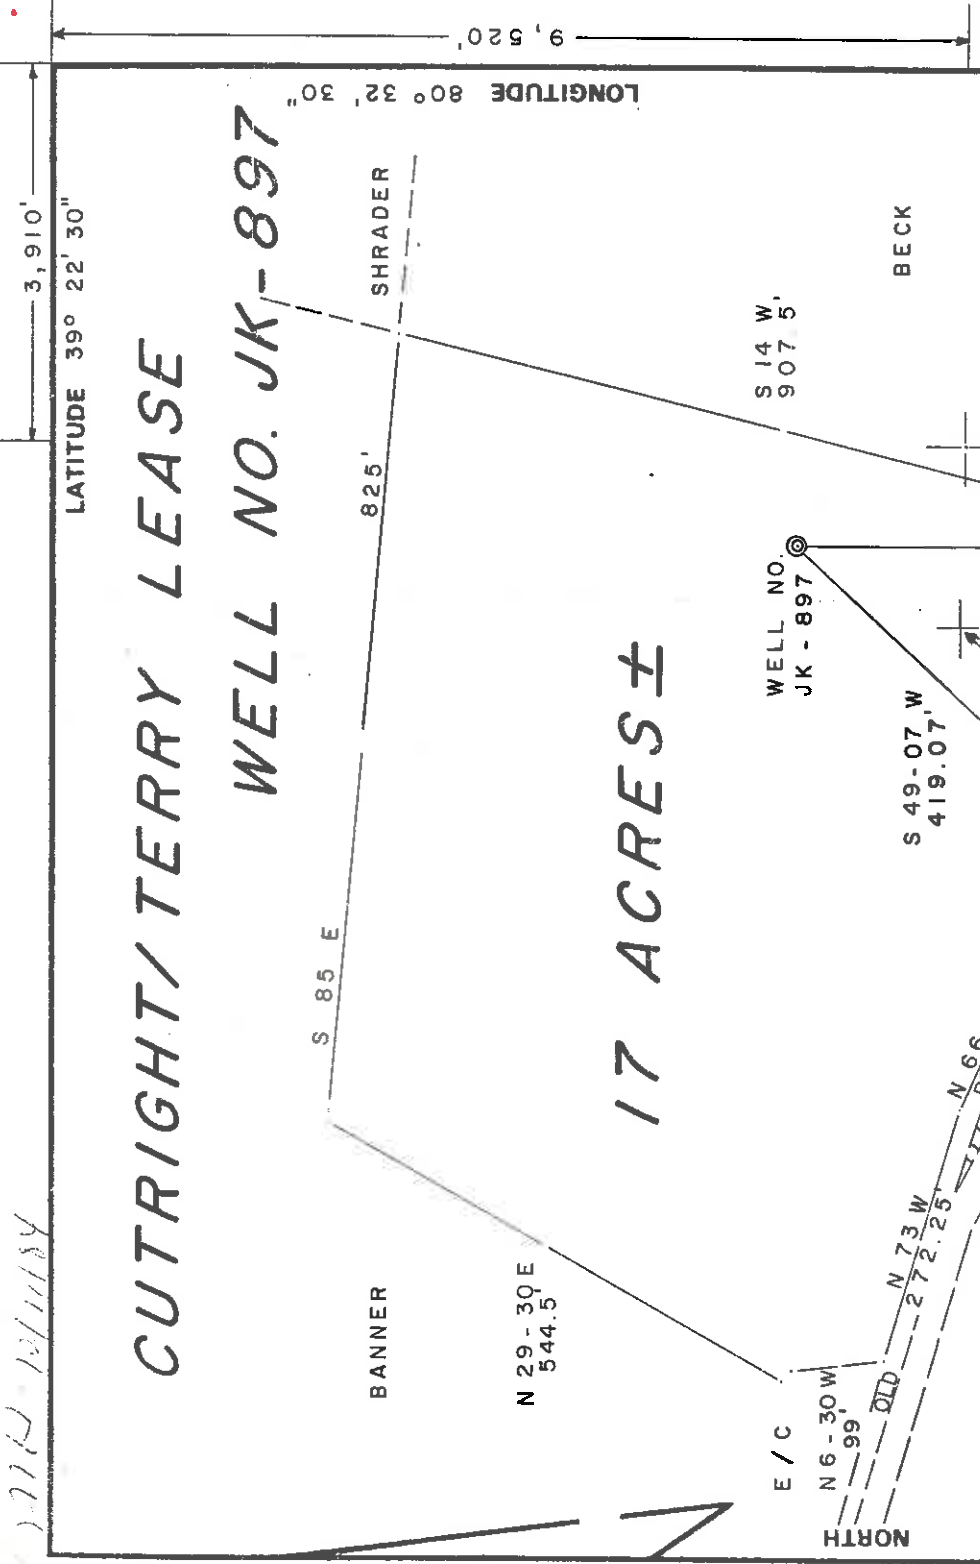 3,910'
LATITUDE 39° 22' 30"
9,520'
LONGITUDE 80° 32' 30"
CUTRIGHT/TERRY LEASE
WELL NO. JK-897
SHRADER
S 85 E
825'
BANNER
N 29-30 E
544.5'
17 ACRES ±
BECK
S 14 W
907.5'
WELL NO.
JK - 897
S 49-07 W
419.07'
E / C
N 6-30 W
99'
OLD
N 73 W
272.25'
N 66
NORTH